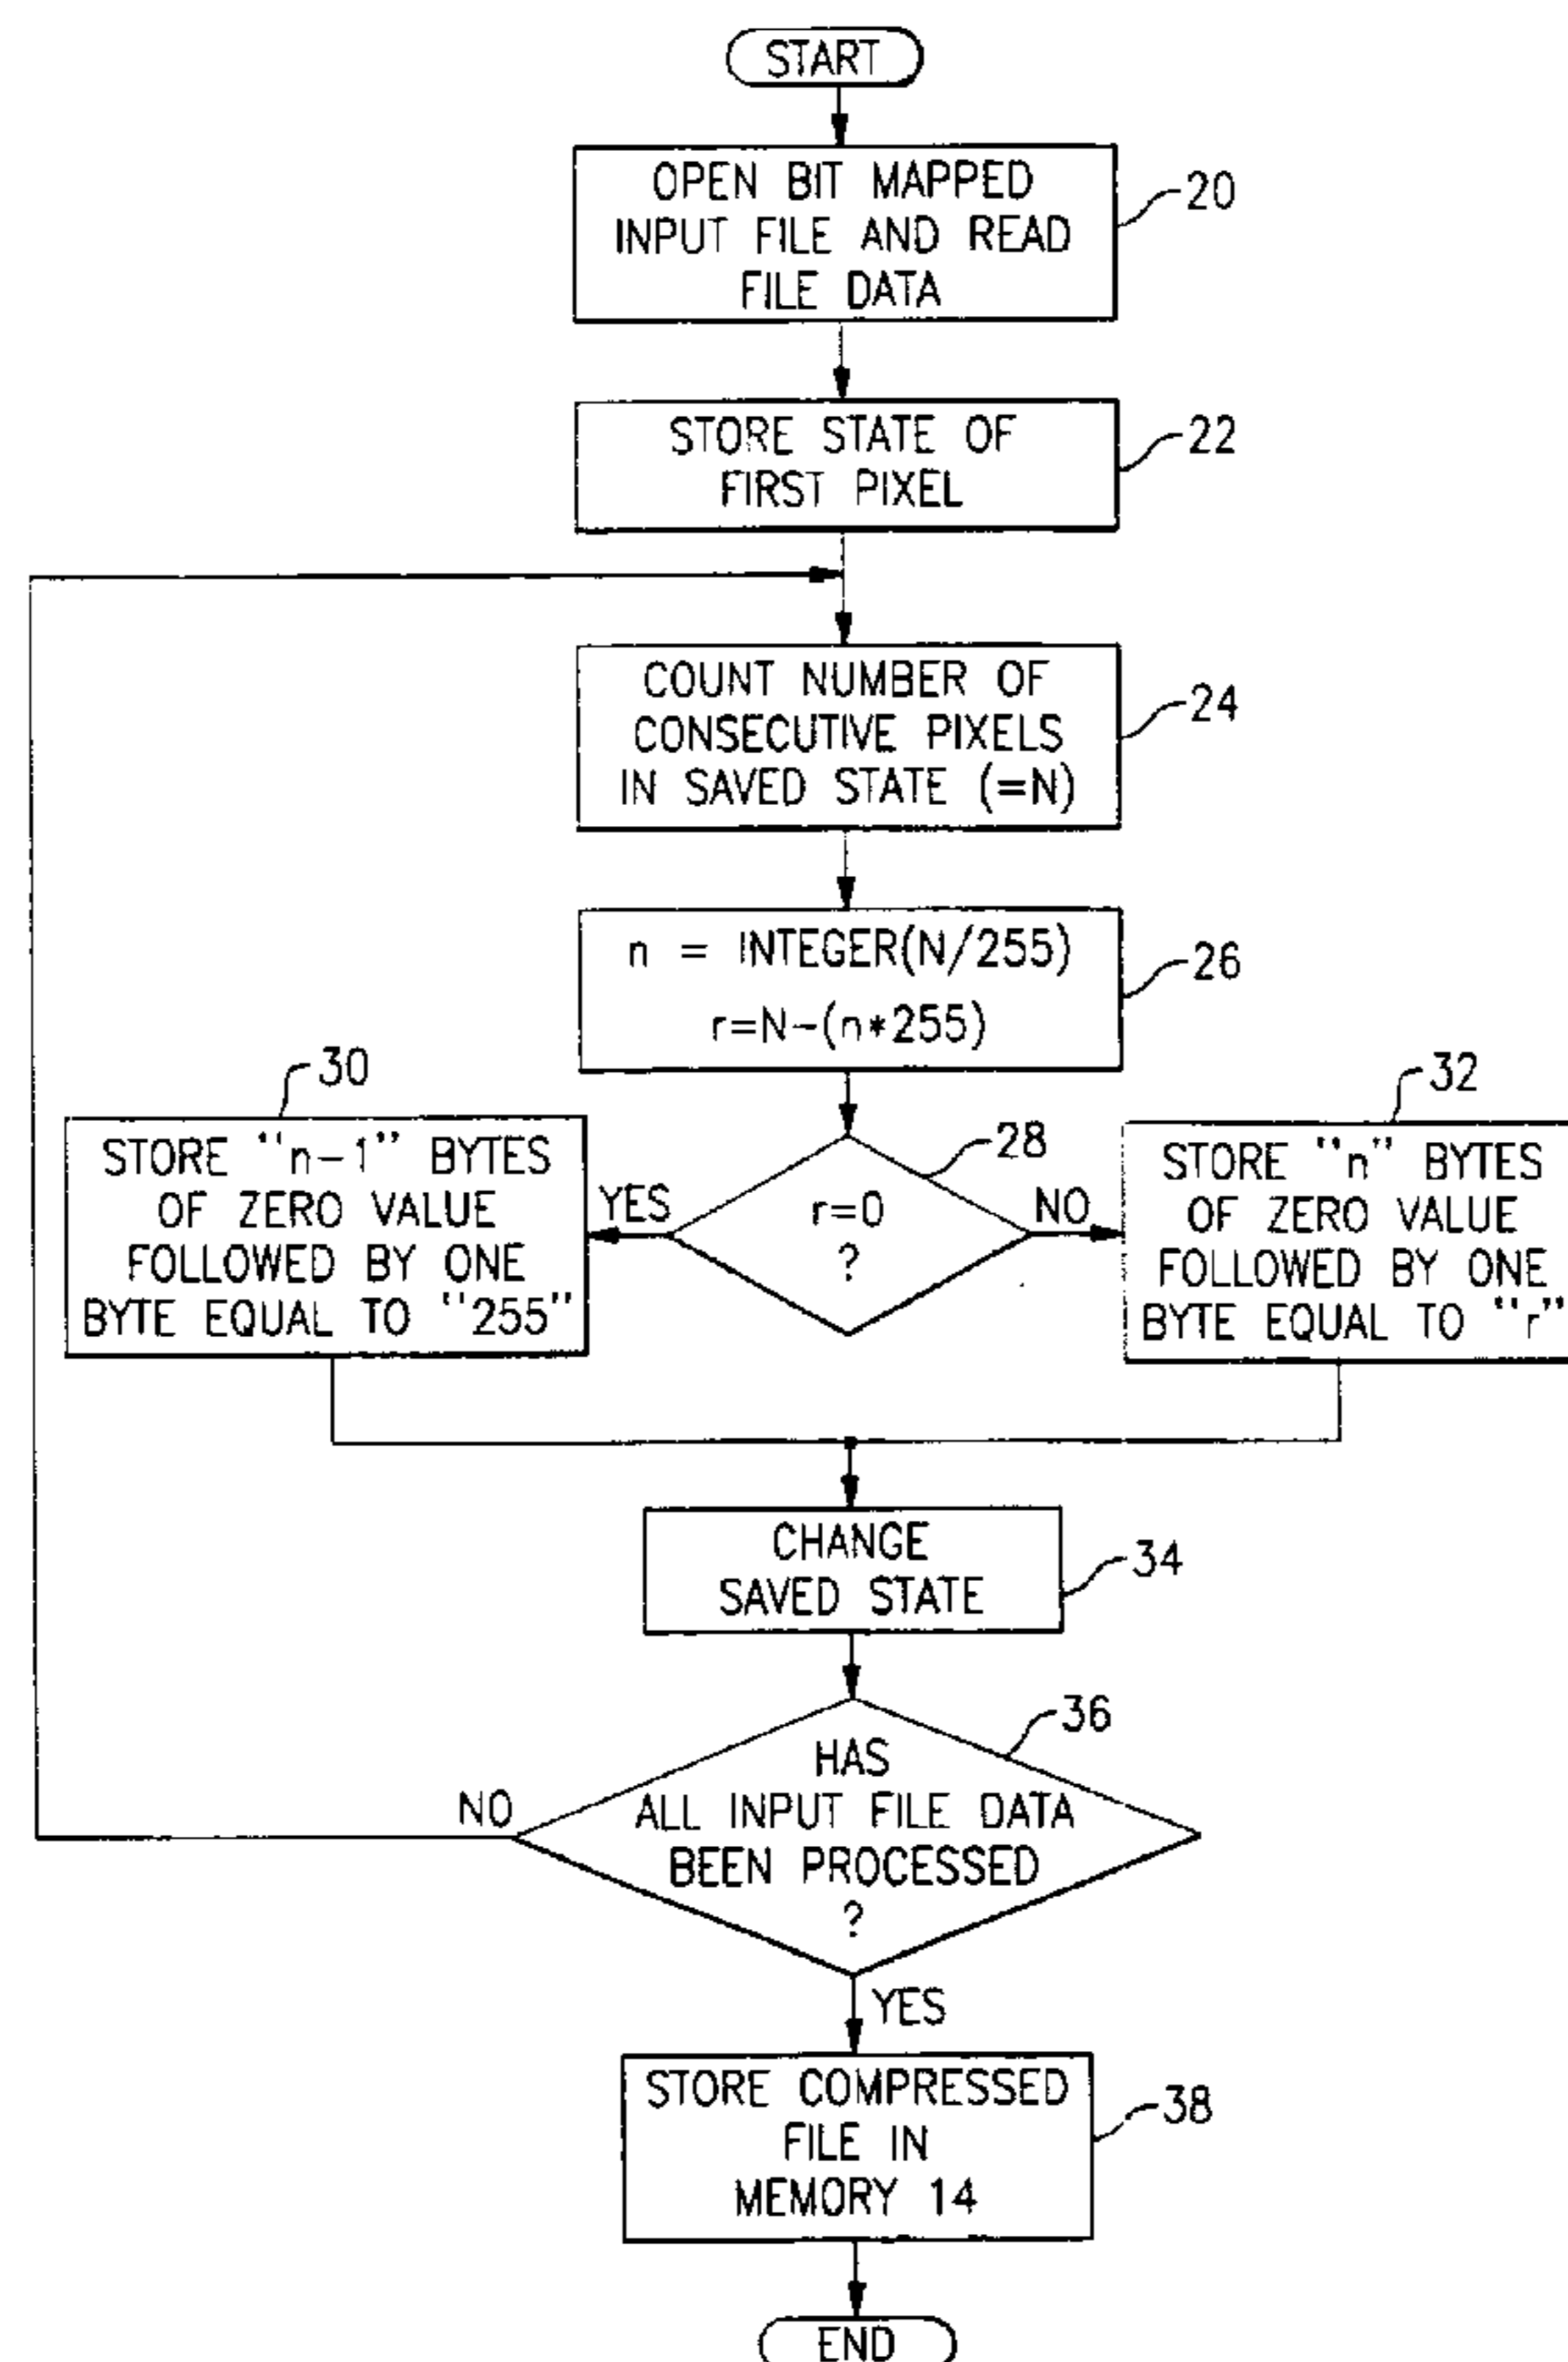 START
OPEN BIT MAPPED
INPUT FILE AND READ
FILE DATA
20
STORE STATE OF
FIRST PIXEL
22
COUNT NUMBER OF
CONSECUTIVE PIXELS
IN SAVED STATE (=N)
24
n = INTEGER(N/255)
r=N-(n*255)
26
30
STORE "n-1" BYTES
OF ZERO VALUE
FOLLOWED BY ONE
BYTE EQUAL TO "255"
YES
28
r=0
?
NO
32
STORE "n" BYTES
OF ZERO VALUE
FOLLOWED BY ONE
BYTE EQUAL TO "r"
CHANGE
SAVED STATE
34
36
HAS
ALL INPUT FILE DATA
BEEN PROCESSED
?
NO
YES
STORE COMPRESSED
FILE IN
MEMORY 14
38
END